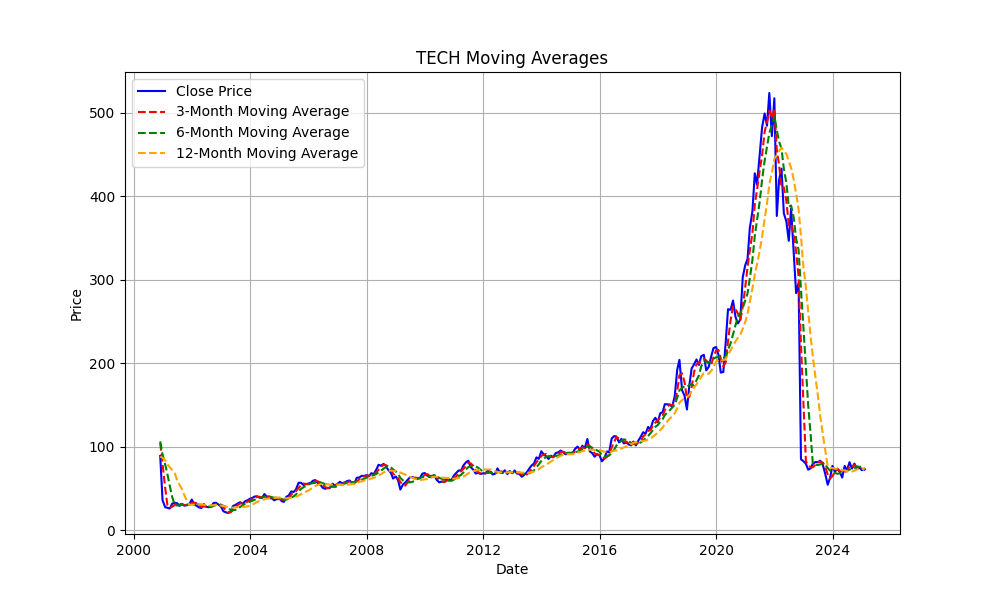 TECH Moving Averages
Close Price
3-Month Moving Average
6-Month Moving Average
12-Month Moving Average
500
400
300
200
100
0
Price
2000 2004 2008 2012 2016 2020 2024
Date